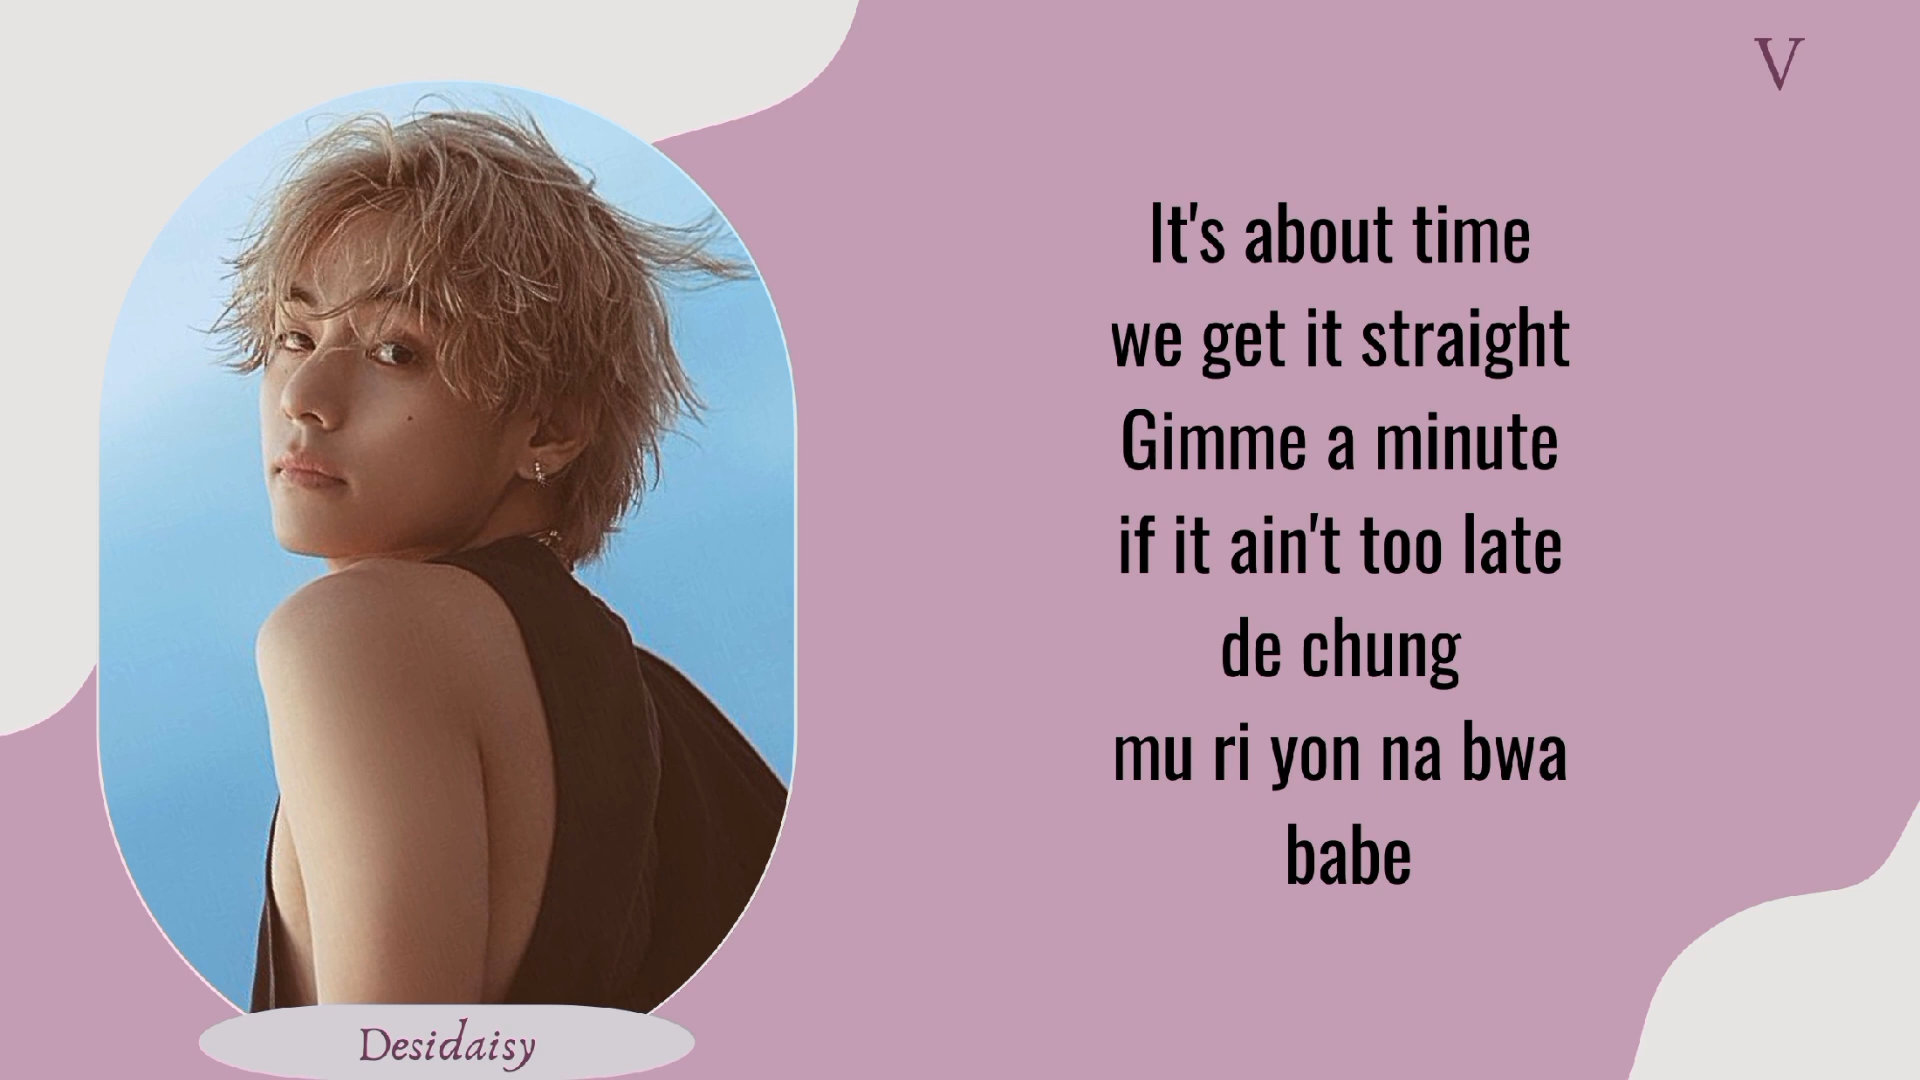 V
It's about time
we get it straight
Gimme a minute
if it ain't too late
de chung
mu ri yon na bwa
babe
Desidaisy